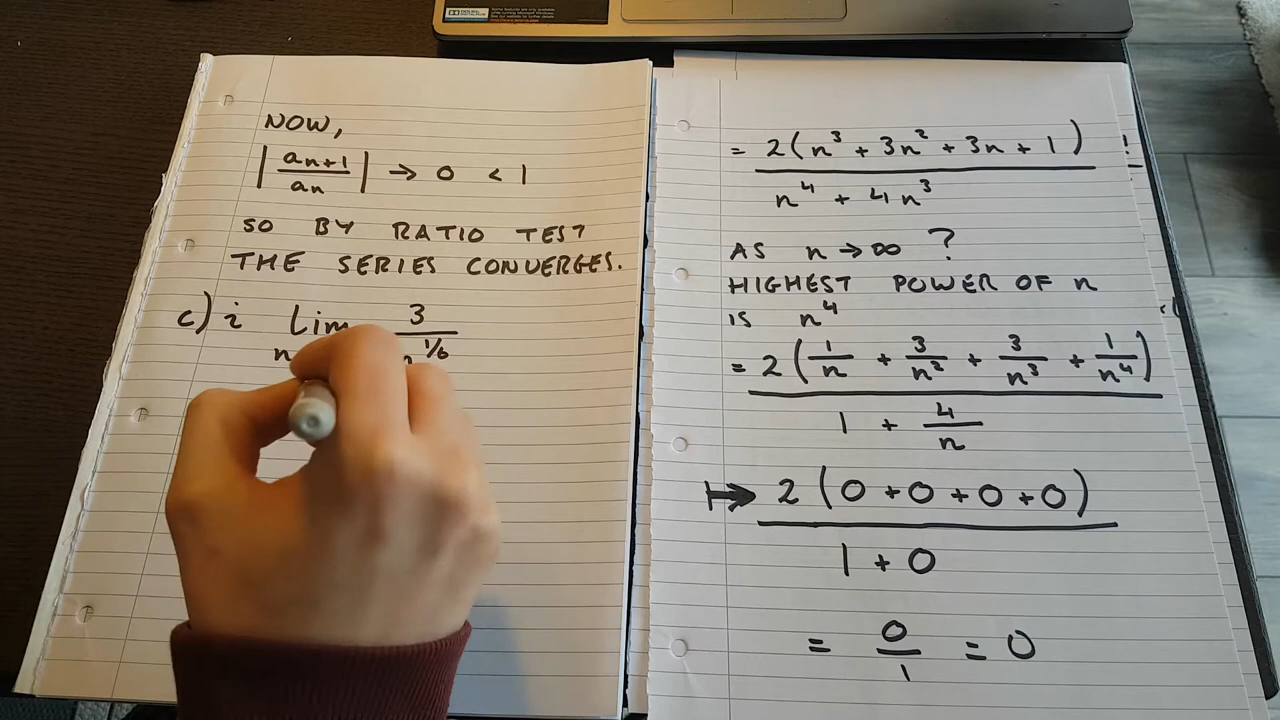 NOW,
| an+1 / an | → 0 < 1
SO BY RATIO TEST
THE SERIES CONVERGES.
c) i Lim 3 / n^1/6
n
= 2(n³ + 3n² + 3n + 1) / n⁴ + 4n³
AS n → ∞ ?
HIGHEST POWER OF n
IS n⁴
= 2(1/n + 3/n² + 3/n³ + 1/n⁴) / 1 + 4/n
↦ 2(0 + 0 + 0 + 0) / 1 + 0
= 0/1 = 0